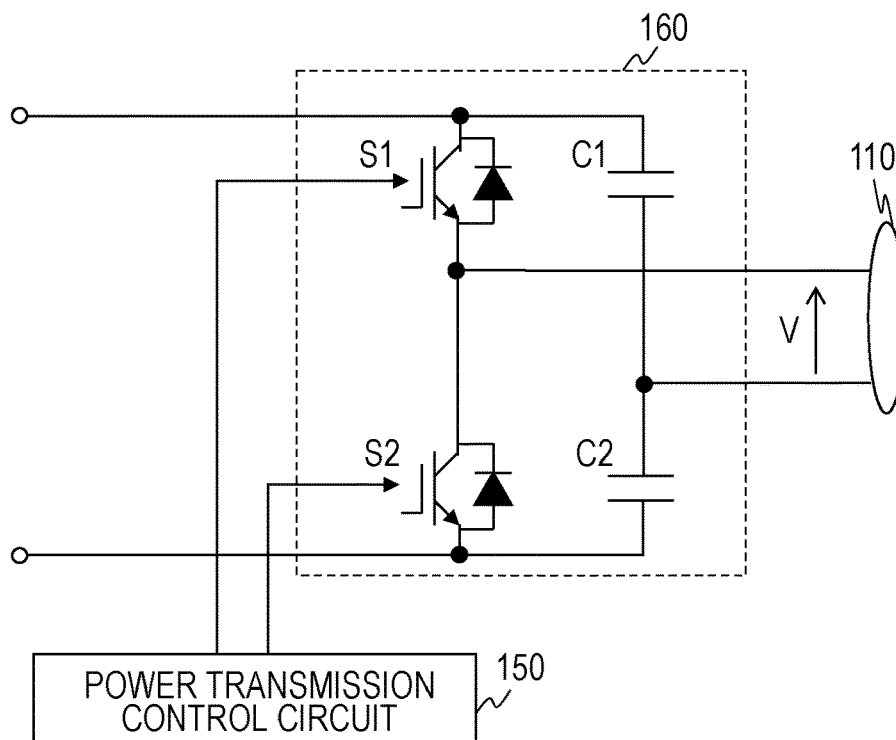 160
S1
C1
110
V
S2
C2
POWER TRANSMISSION
CONTROL CIRCUIT
150